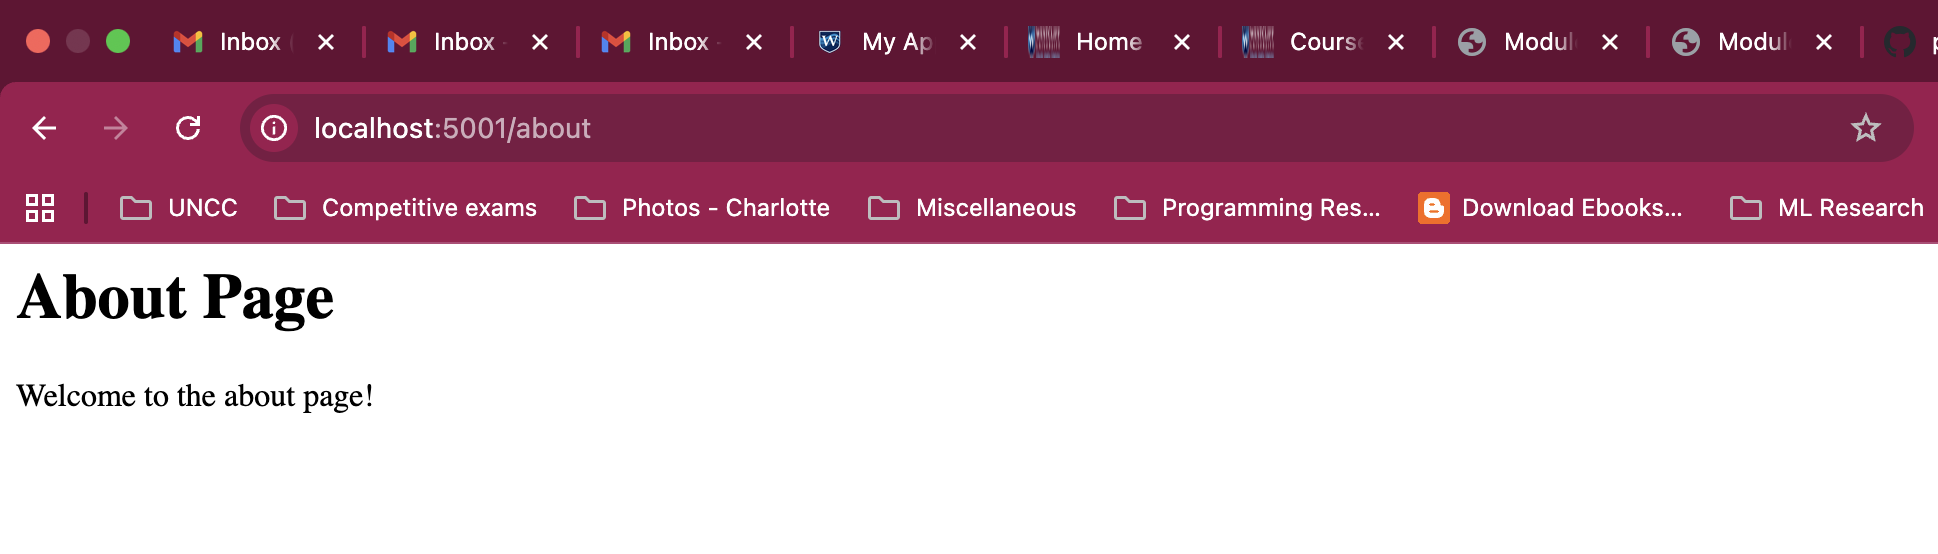 Inbox Inbox - Inbox - My Ap Home Course Modul Modul
localhost:5001/about
UNCC Competitive exams Photos - Charlotte Miscellaneous Programming Res... Download Ebooks... ML Research
About Page
Welcome to the about page!